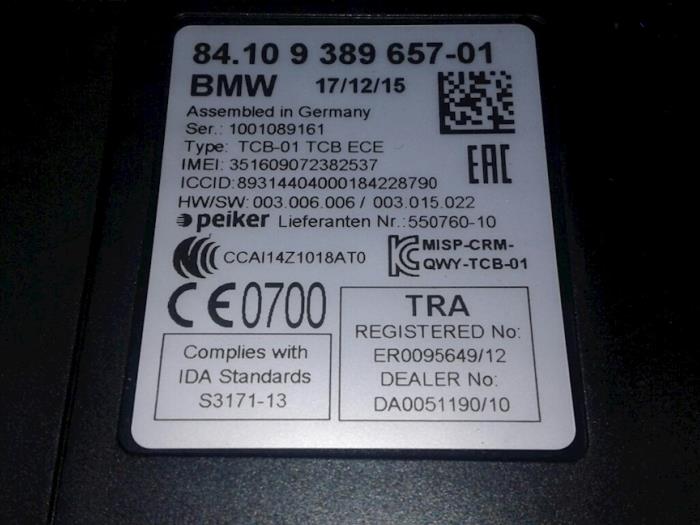 84.10 9 389 657-01
BMW 17/12/15
Assembled in Germany
Ser.: 1001089161
Type: TCB-01 TCB ECE
IMEI: 351609072382537
ICCID:89314404000184228790
HW/SW: 003.006.006 / 003.015.022
peiker Lieferanten Nr.:550760-10
EAC
CCAI14Z1018AT0
MISP-CRM-
QWY-TCB-01
CE0700
Complies with
IDA Standards
S3171-13
TRA
REGISTERED No:
ER0095649/12
DEALER No:
DA0051190/10